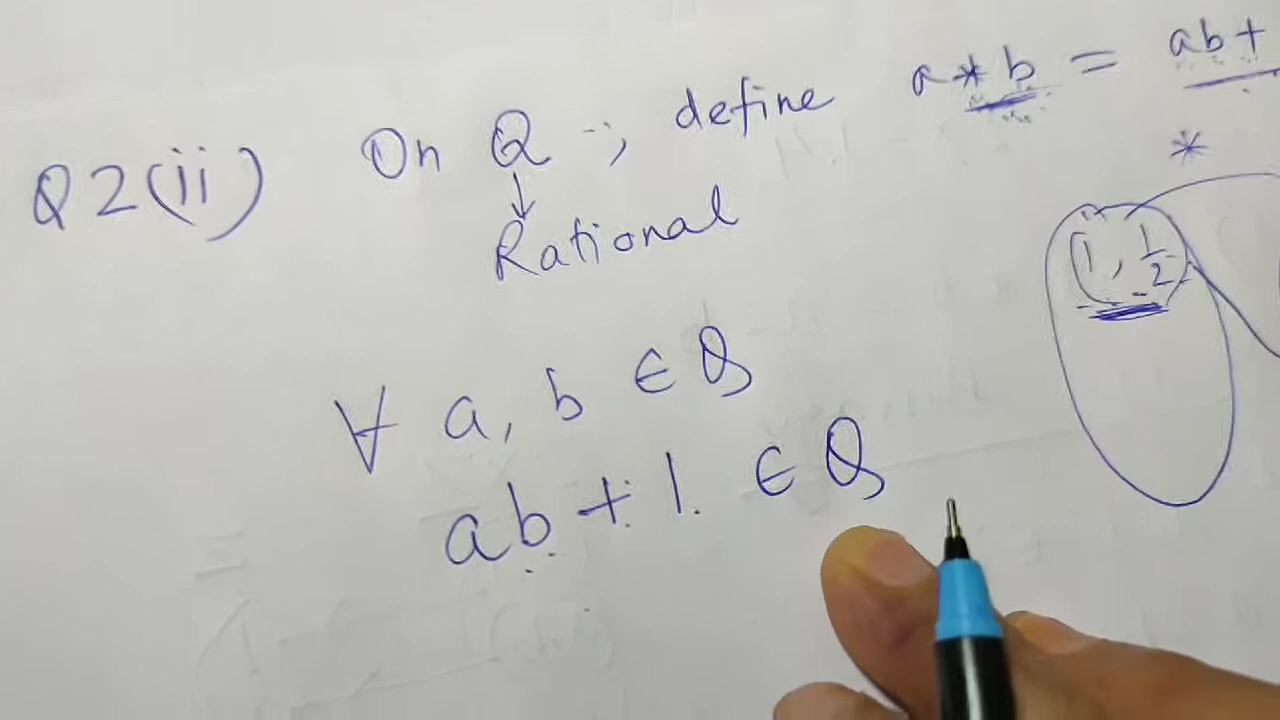 Q2(ii) On Q ; define a * b = ab+
Rational
*
(1, 1/2)
∀ a, b ∈ Q
ab + 1 ∈ Q